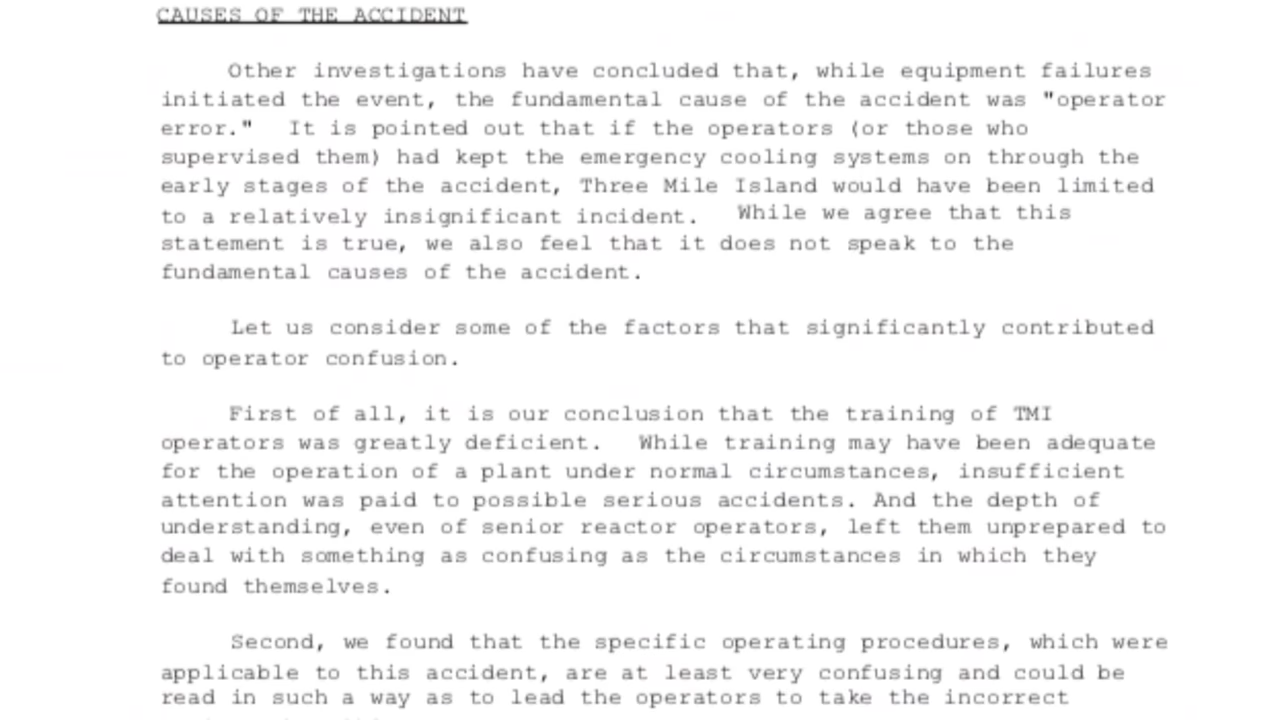 CAUSES OF THE ACCIDENT
Other investigations have concluded that, while equipment failures
initiated the event, the fundamental cause of the accident was "operator
error." It is pointed out that if the operators (or those who
supervised them) had kept the emergency cooling systems on through the
early stages of the accident, Three Mile Island would have been limited
to a relatively insignificant incident. While we agree that this
statement is true, we also feel that it does not speak to the
fundamental causes of the accident.
Let us consider some of the factors that significantly contributed
to operator confusion.
First of all, it is our conclusion that the training of TMI
operators was greatly deficient. While training may have been adequate
for the operation of a plant under normal circumstances, insufficient
attention was paid to possible serious accidents. And the depth of
understanding, even of senior reactor operators, left them unprepared to
deal with something as confusing as the circumstances in which they
found themselves.
Second, we found that the specific operating procedures, which were
applicable to this accident, are at least very confusing and could be
read in such a way as to lead the operators to take the incorrect